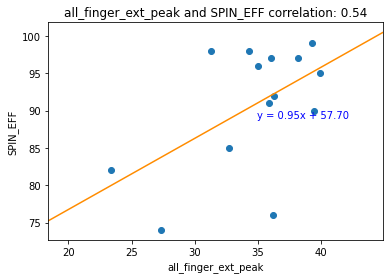 all_finger_ext_peak and SPIN_EFF correlation: 0.54
100
95
90
85
80
75
SPIN_EFF
y = 0.95x + 57.70
20 25 30 35 40
all_finger_ext_peak